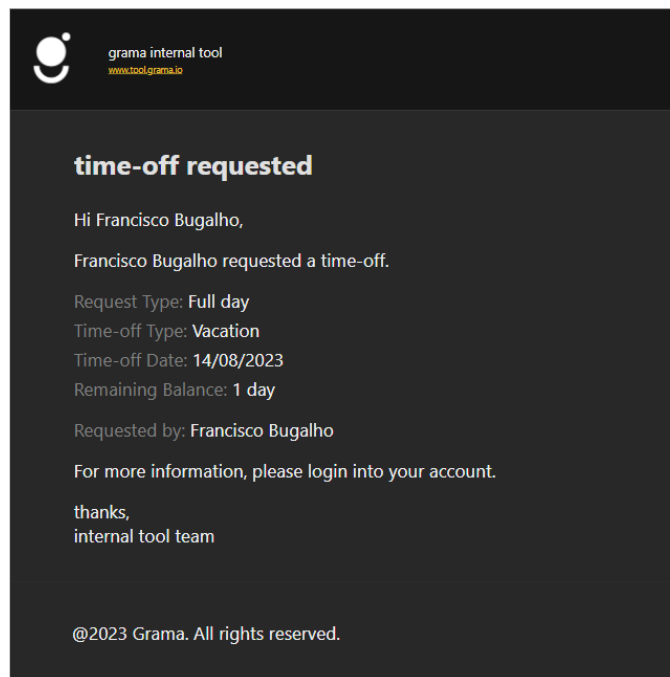 grama internal tool
www.tool.grama.io
time-off requested
Hi Francisco Bugalho,
Francisco Bugalho requested a time-off.
Request Type: Full day
Time-off Type: Vacation
Time-off Date: 14/08/2023
Remaining Balance: 1 day
Requested by: Francisco Bugalho
For more information, please login into your account.
thanks,
internal tool team
@2023 Grama. All rights reserved.